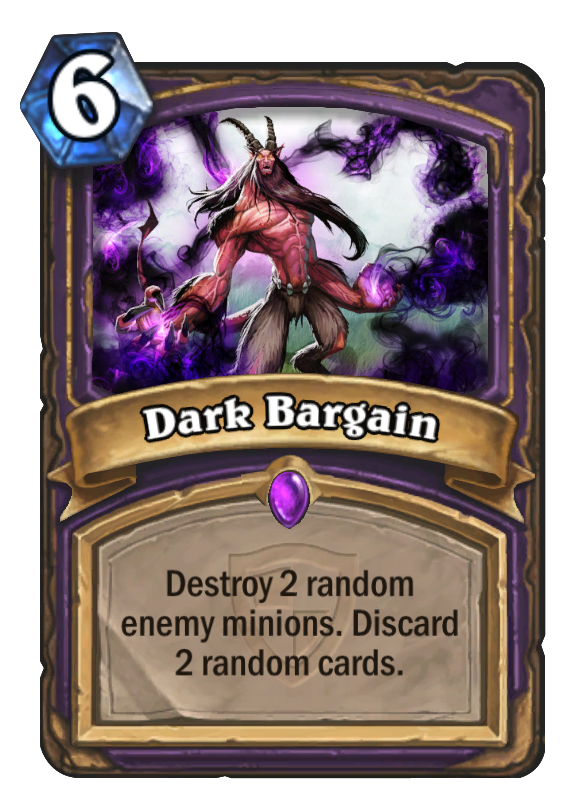 6
Dark Bargain
Destroy 2 random
enemy minions. Discard
2 random cards.